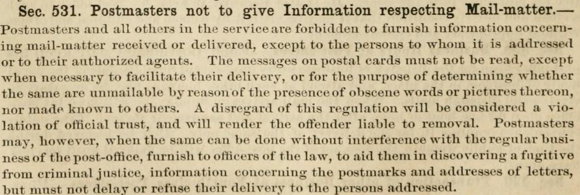 Sec. 531. Postmasters not to give Information respecting Mail-matter.—
Postmasters and all others in the service are forbidden to furnish information concern-
ing mail-matter received or delivered, except to the persons to whom it is addressed
or to their authorized agents. The messages on postal cards must not be read, except
when necessary to facilitate their delivery, or for the purpose of determining whether
the same are unmailable by reason of the presence of obscene words or pictures thereon,
nor made known to others. A disregard of this regulation will be considered a vio-
lation of official trust, and will render the offender liable to removal. Postmasters
may, however, when the same can be done without interference with the regular busi-
ness of the post-office, furnish to officers of the law, to aid them in discovering a fugitive
from criminal justice, information concerning the postmarks and addresses of letters,
but must not delay or refuse their delivery to the persons addressed.